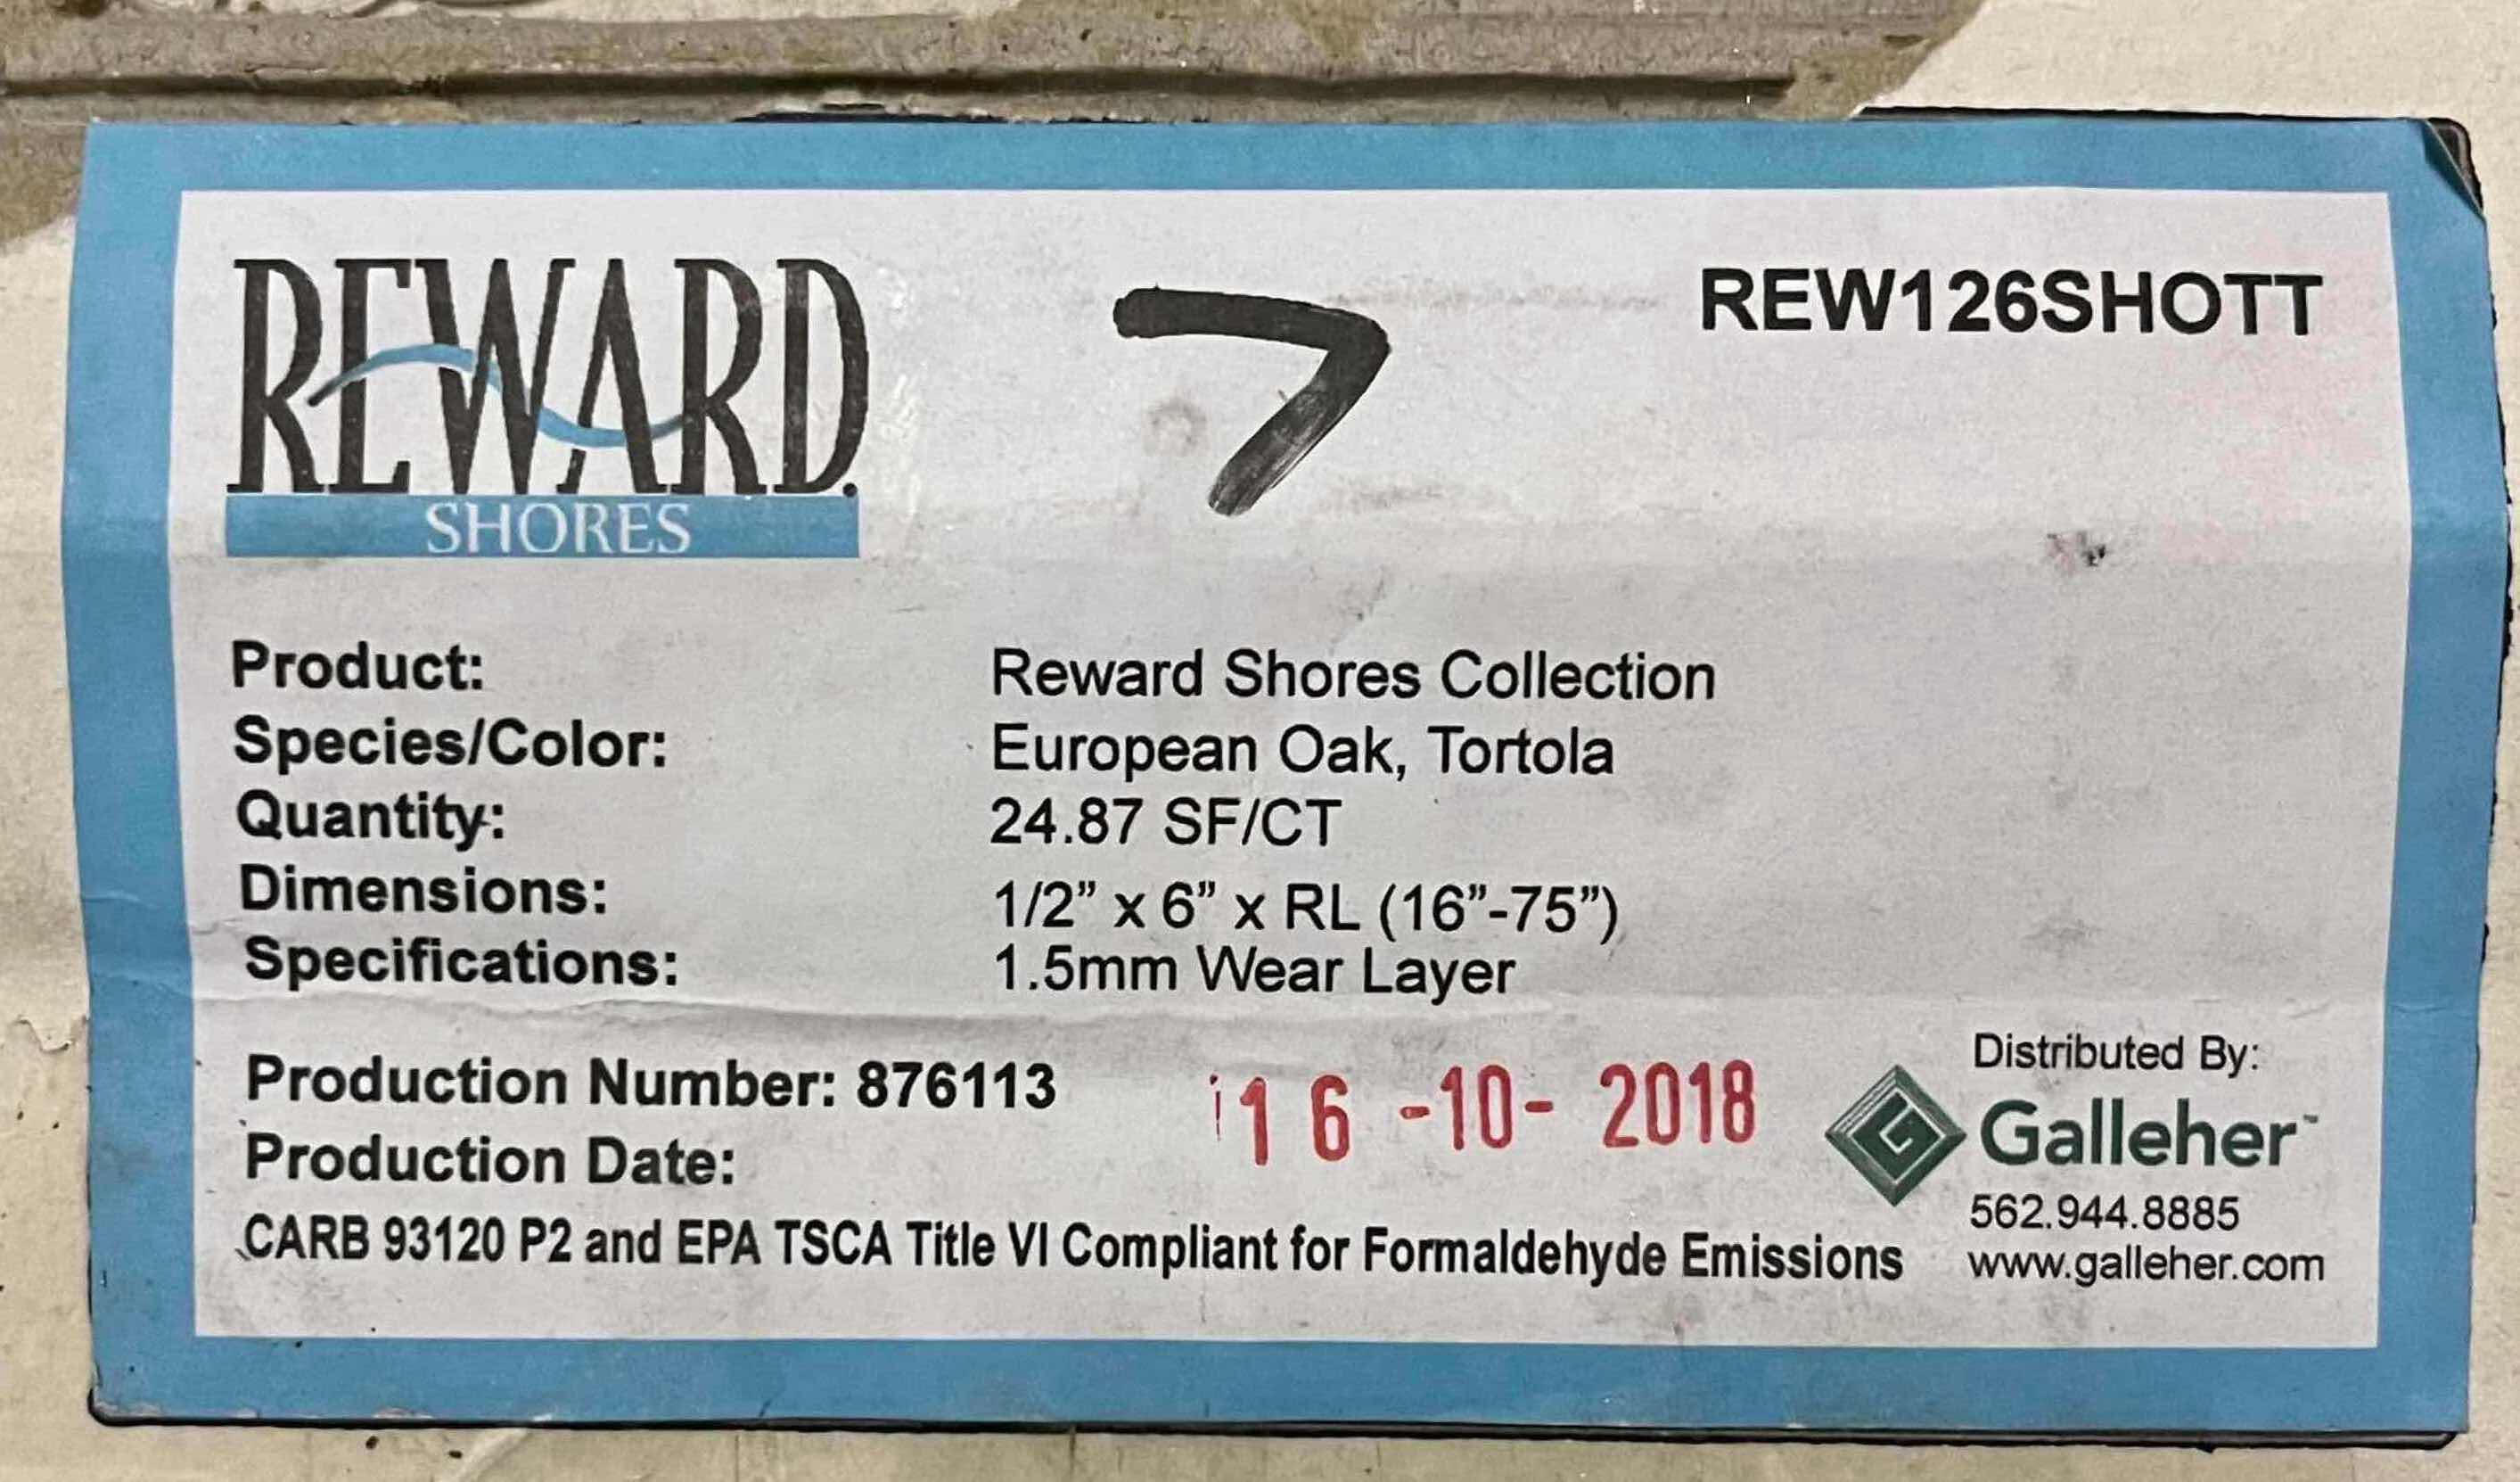 REWARD.
SHORES
7
REW126SHOTT
Product: Reward Shores Collection
Species/Color: European Oak, Tortola
Quantity: 24.87 SF/CT
Dimensions: 1/2” x 6” x RL (16”-75”)
Specifications: 1.5mm Wear Layer
Production Number: 876113
Production Date: 16 -10- 2018
CARB 93120 P2 and EPA TSCA Title VI Compliant for Formaldehyde Emissions
Distributed By:
G Galleher™
562.944.8885
www.galleher.com